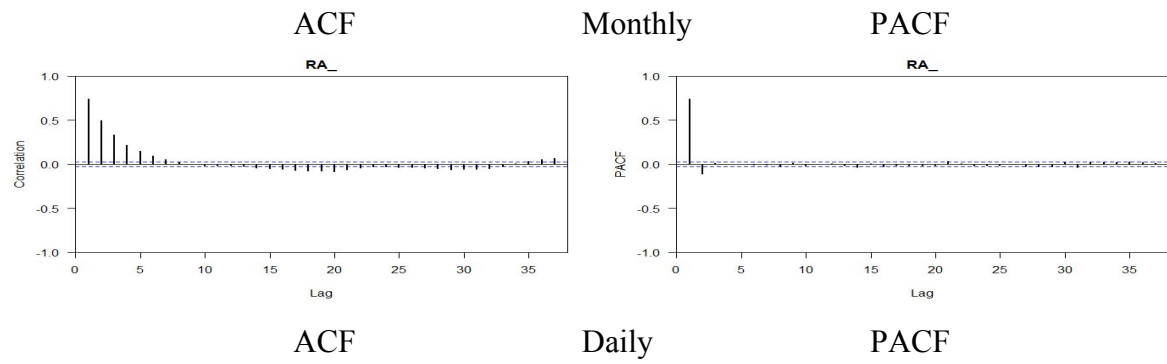 ACF Monthly PACF
RA_ RA_
1.0 1.0
0.5 0.5
0.0 0.0
-0.5 -0.5
-1.0 -1.0
Correlation PACF
0 5 10 15 20 25 30 35 0 5 10 15 20 25 30 35
Lag Lag
ACF Daily PACF